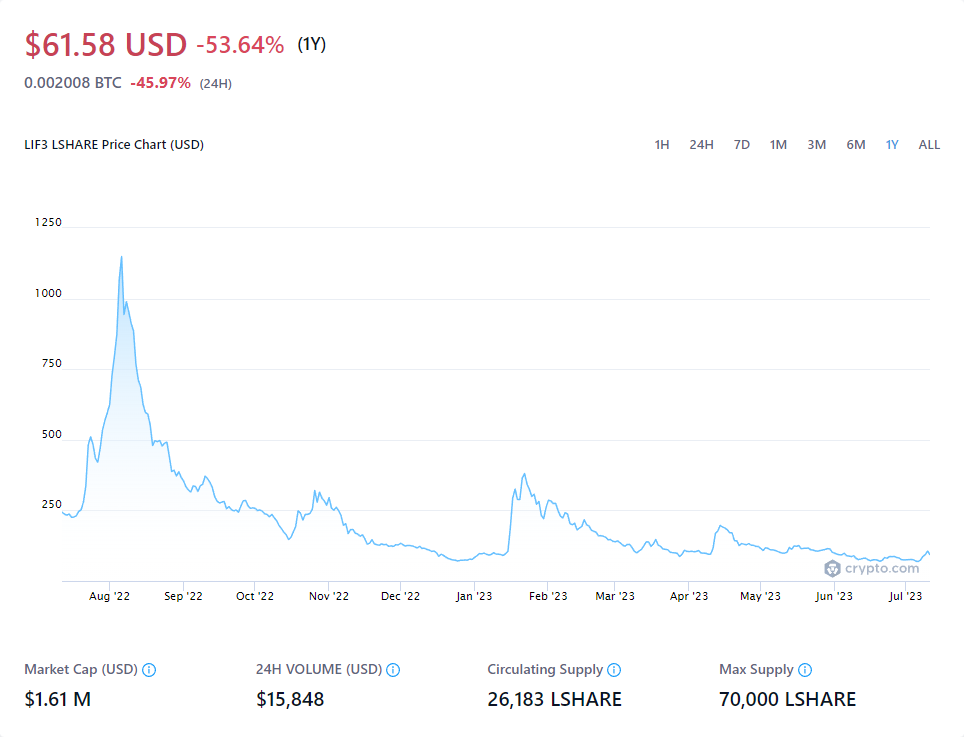 $61.58 USD -53.64% (1Y)
0.002008 BTC -45.97% (24H)
LIF3 LSHARE Price Chart (USD) 1H 24H 7D 1M 3M 6M 1Y ALL
1250
1000
750
500
250
crypto.com
Aug '22 Sep '22 Oct '22 Nov '22 Dec '22 Jan '23 Feb '23 Mar '23 Apr '23 May '23 Jun '23 Jul '23
Market Cap (USD) 24H VOLUME (USD) Circulating Supply Max Supply
$1.61 M $15,848 26,183 LSHARE 70,000 LSHARE